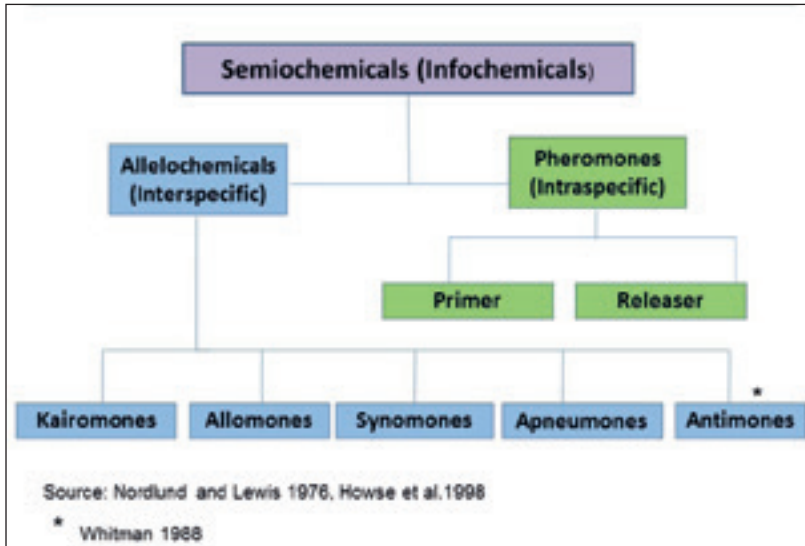 Semiochemicals (Infochemicals)
Allelochemicals
(Interspecific)
Pheromones
(Intraspecific)
Primer
Releaser
*
Kairomones
Allomones
Synomones
Apneumones
Antimones
Source: Nordlund and Lewis 1976, Howse et al.1998
* Whitman 1988